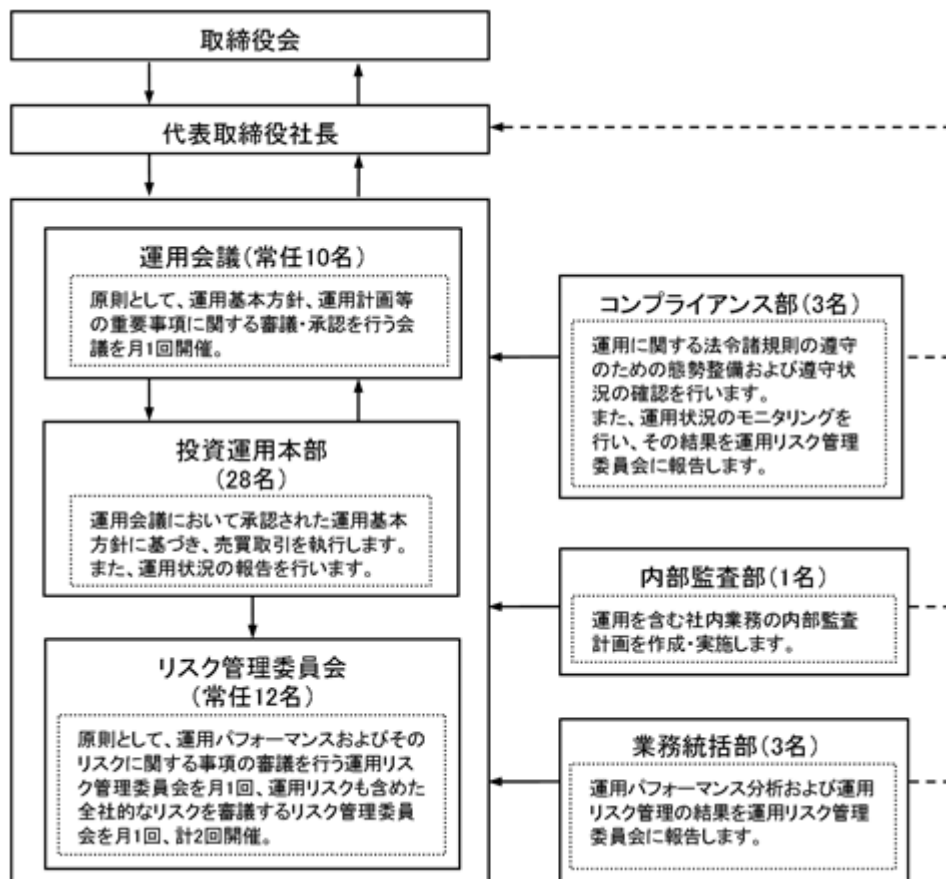 取締役会
代表取締役社長
運用会議(常任10名)
原則として、運用基本方針、運用計画等
の重要事項に関する審議・承認を行う会
議を月1回開催。
投資運用本部
(28名)
運用会議において承認された運用基本
方針に基づき、売買取引を執行します。
また、運用状況の報告を行います。
リスク管理委員会
(常任12名)
原則として、運用パフォーマンスおよびその
リスクに関する事項の審議を行う運用リス
ク管理委員会を月1回、運用リスクも含めた
全社的なリスクを審議するリスク管理委員
会を月1回、計2回開催。
コンプライアンス部(3名)
運用に関する法令諸規則の遵守
のための態勢整備および遵守状
況の確認を行います。
また、運用状況のモニタリングを
行い、その結果を運用リスク管理
委員会に報告します。
内部監査部(1名)
運用を含む社内業務の内部監査
計画を作成・実施します。
業務統括部(3名)
運用パフォーマンス分析および運用
リスク管理の結果を運用リスク管理
委員会に報告します。